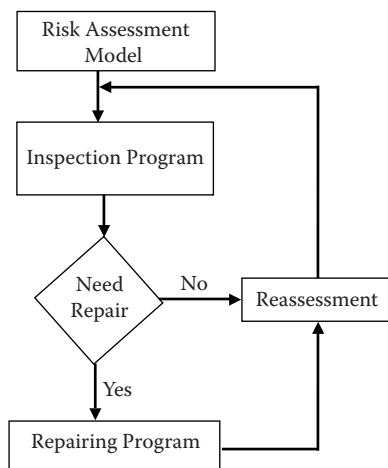 Risk Assessment
Model
Inspection Program
Need
Repair
No
Reassessment
Yes
Repairing Program